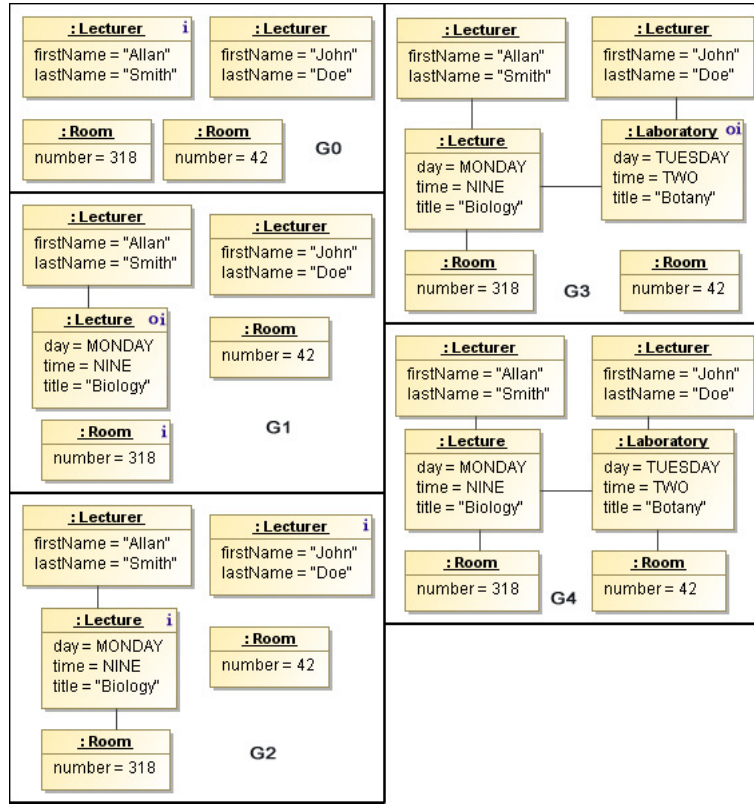 : Lecturer i
firstName = "Allan"
lastName = "Smith"
: Lecturer
firstName = "John"
lastName = "Doe"
: Room
number = 318
: Room
number = 42
G0
: Lecturer
firstName = "Allan"
lastName = "Smith"
: Lecturer
firstName = "John"
lastName = "Doe"
: Lecture oi
day = MONDAY
time = NINE
title = "Biology"
: Room
number = 42
: Room i
number = 318
G1
: Lecturer
firstName = "Allan"
lastName = "Smith"
: Lecturer i
firstName = "John"
lastName = "Doe"
: Lecture i
day = MONDAY
time = NINE
title = "Biology"
: Room
number = 42
: Room
number = 318
G2
: Lecturer
firstName = "Allan"
lastName = "Smith"
: Lecturer
firstName = "John"
lastName = "Doe"
: Lecture
day = MONDAY
time = NINE
title = "Biology"
: Laboratory oi
day = TUESDAY
time = TWO
title = "Botany"
: Room
number = 318
: Room
number = 42
G3
: Lecturer
firstName = "Allan"
lastName = "Smith"
: Lecturer
firstName = "John"
lastName = "Doe"
: Lecture
day = MONDAY
time = NINE
title = "Biology"
: Laboratory
day = TUESDAY
time = TWO
title = "Botany"
: Room
number = 318
: Room
number = 42
G4